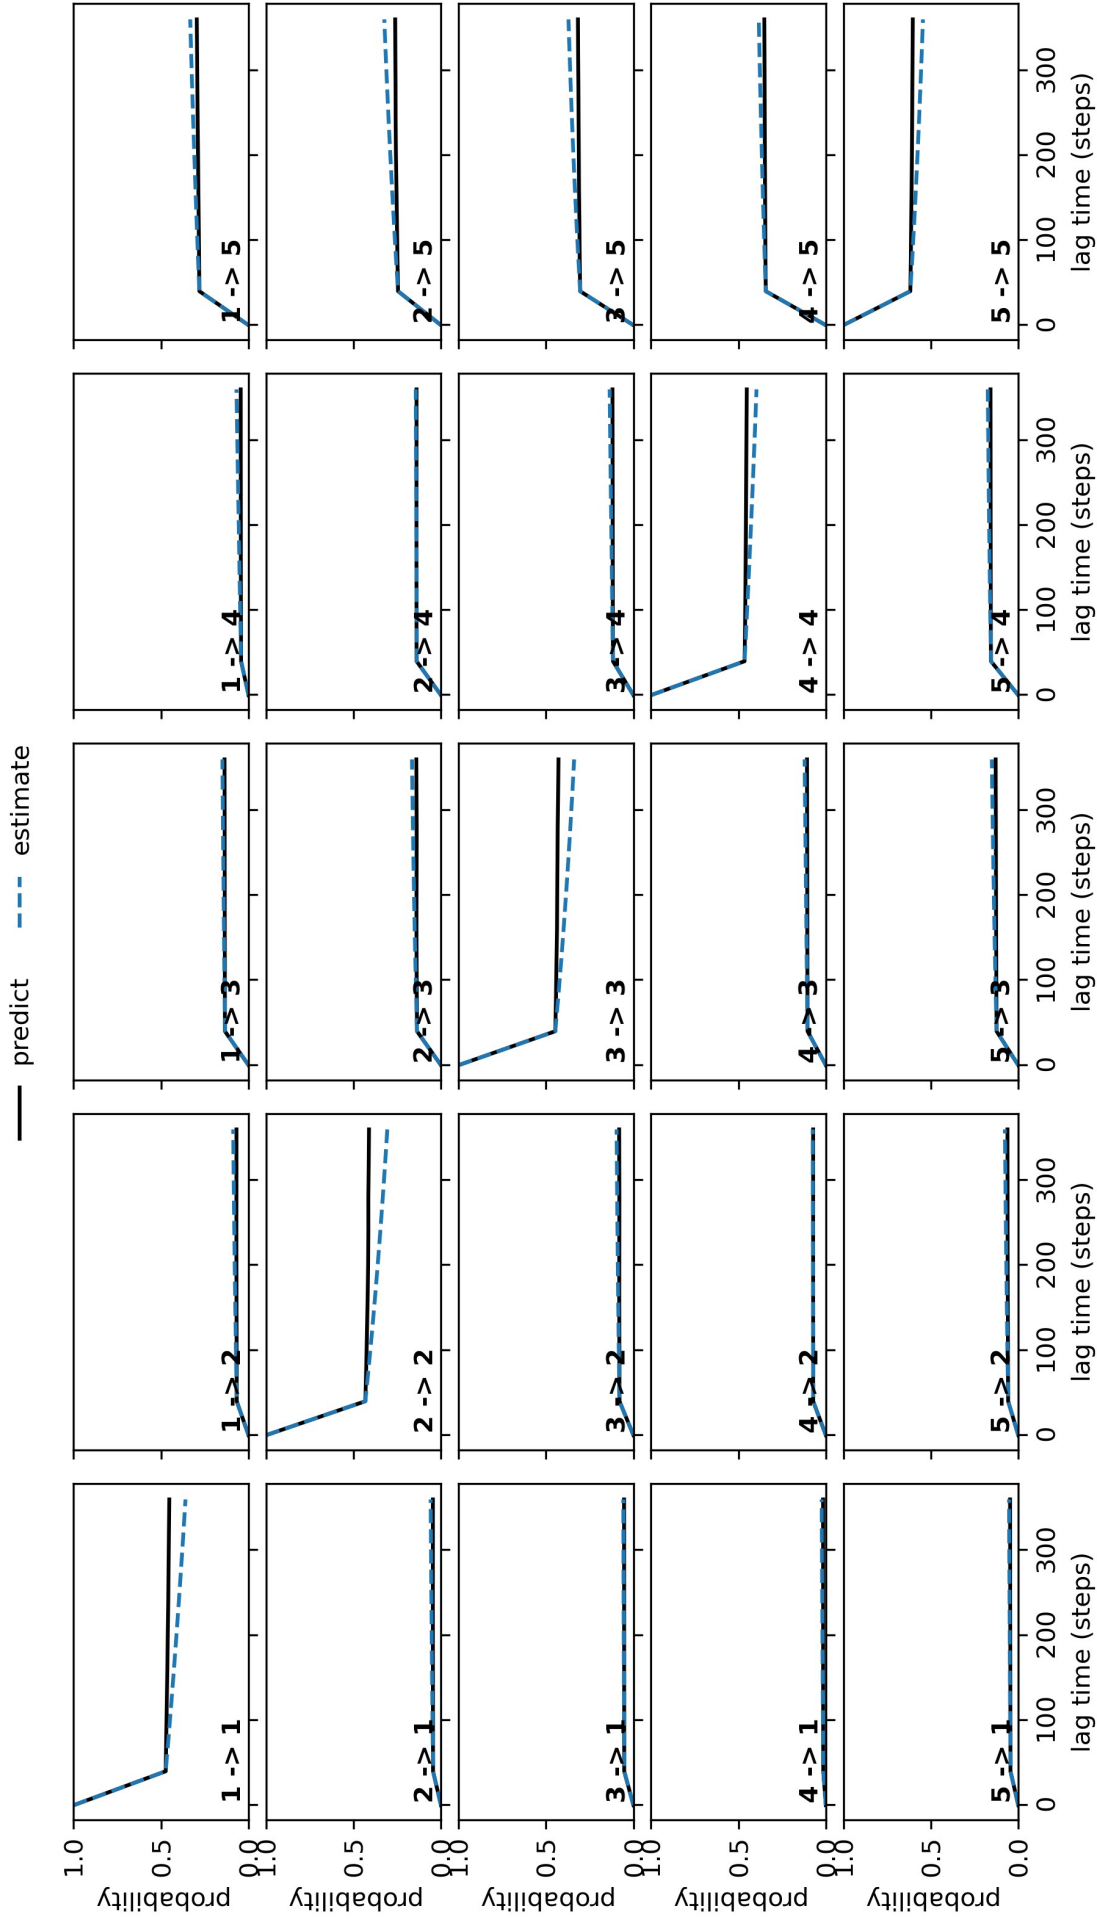 predict estimate
probability
1.0
0.5
0.0
1 -> 1
1 -> 2
1 -> 3
1 -> 4
1 -> 5
probability
1.0
0.5
0.0
2 -> 1
2 -> 2
2 -> 3
2 -> 4
2 -> 5
probability
1.0
0.5
0.0
3 -> 1
3 -> 2
3 -> 3
3 -> 4
3 -> 5
probability
1.0
0.5
0.0
4 -> 1
4 -> 2
4 -> 3
4 -> 4
4 -> 5
probability
1.0
0.5
0.0
5 -> 1
5 -> 2
5 -> 3
5 -> 4
5 -> 5
0 100 200 300
lag time (steps)
0 100 200 300
lag time (steps)
0 100 200 300
lag time (steps)
0 100 200 300
lag time (steps)
0 100 200 300
lag time (steps)